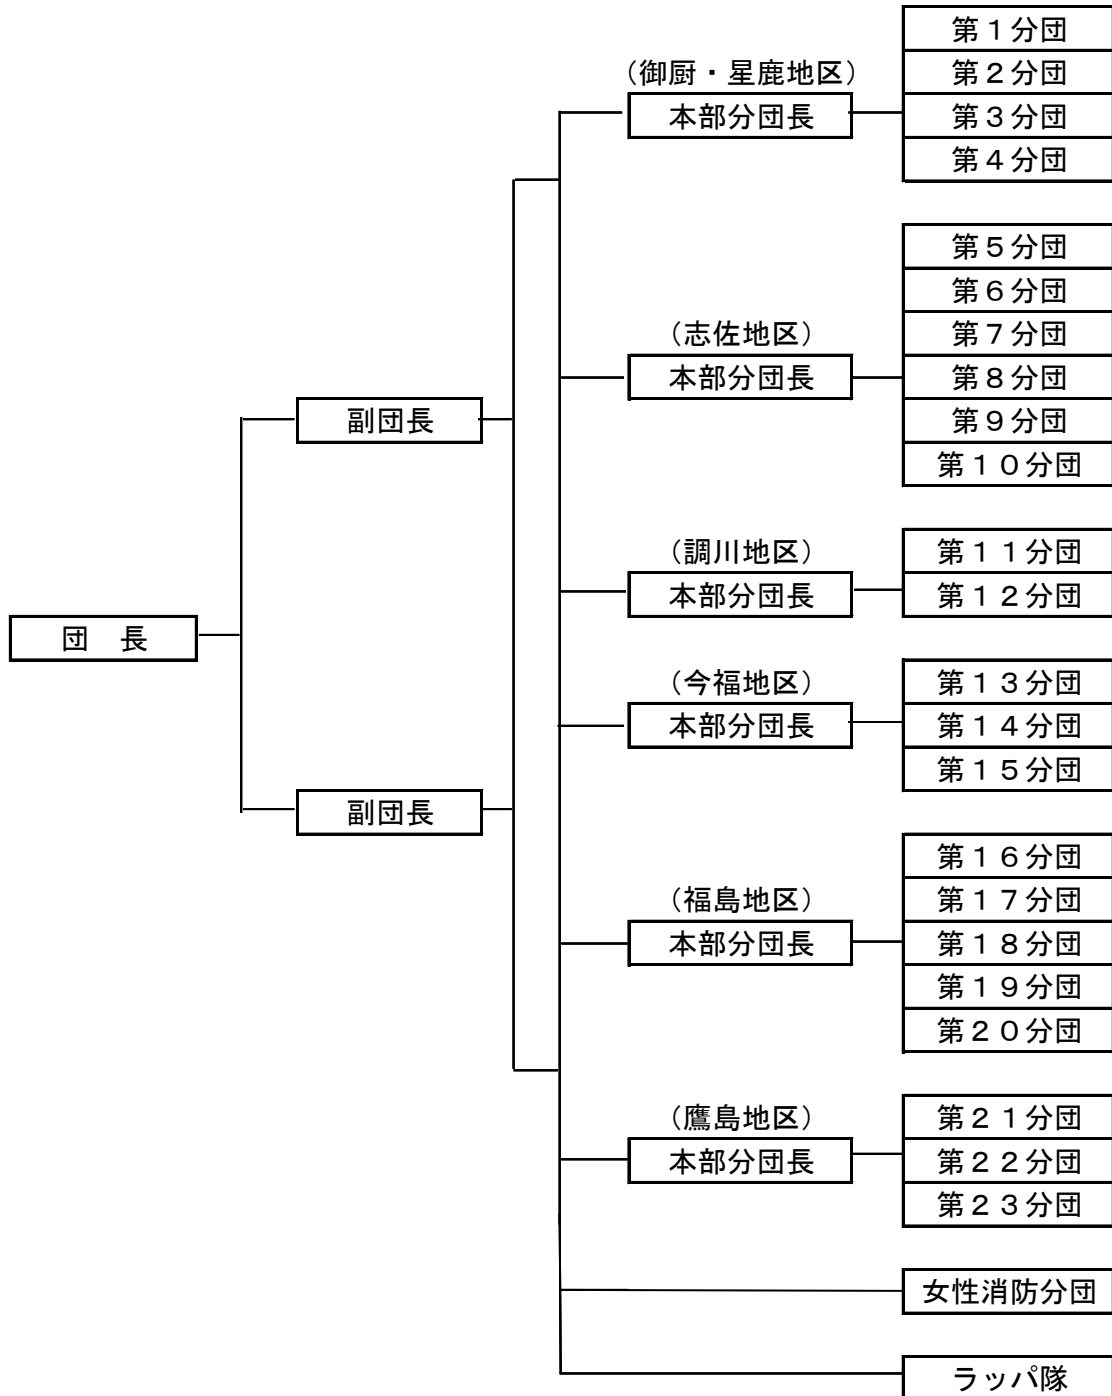 団　長
副団長
副団長
（御厨・星鹿地区）
本部分団長
第１分団
第２分団
第３分団
第４分団
（志佐地区）
本部分団長
第５分団
第６分団
第７分団
第８分団
第９分団
第１０分団
（調川地区）
本部分団長
第１１分団
第１２分団
（今福地区）
本部分団長
第１３分団
第１４分団
第１５分団
（福島地区）
本部分団長
第１６分団
第１７分団
第１８分団
第１９分団
第２０分団
（鷹島地区）
本部分団長
第２１分団
第２２分団
第２３分団
女性消防分団
ラッパ隊